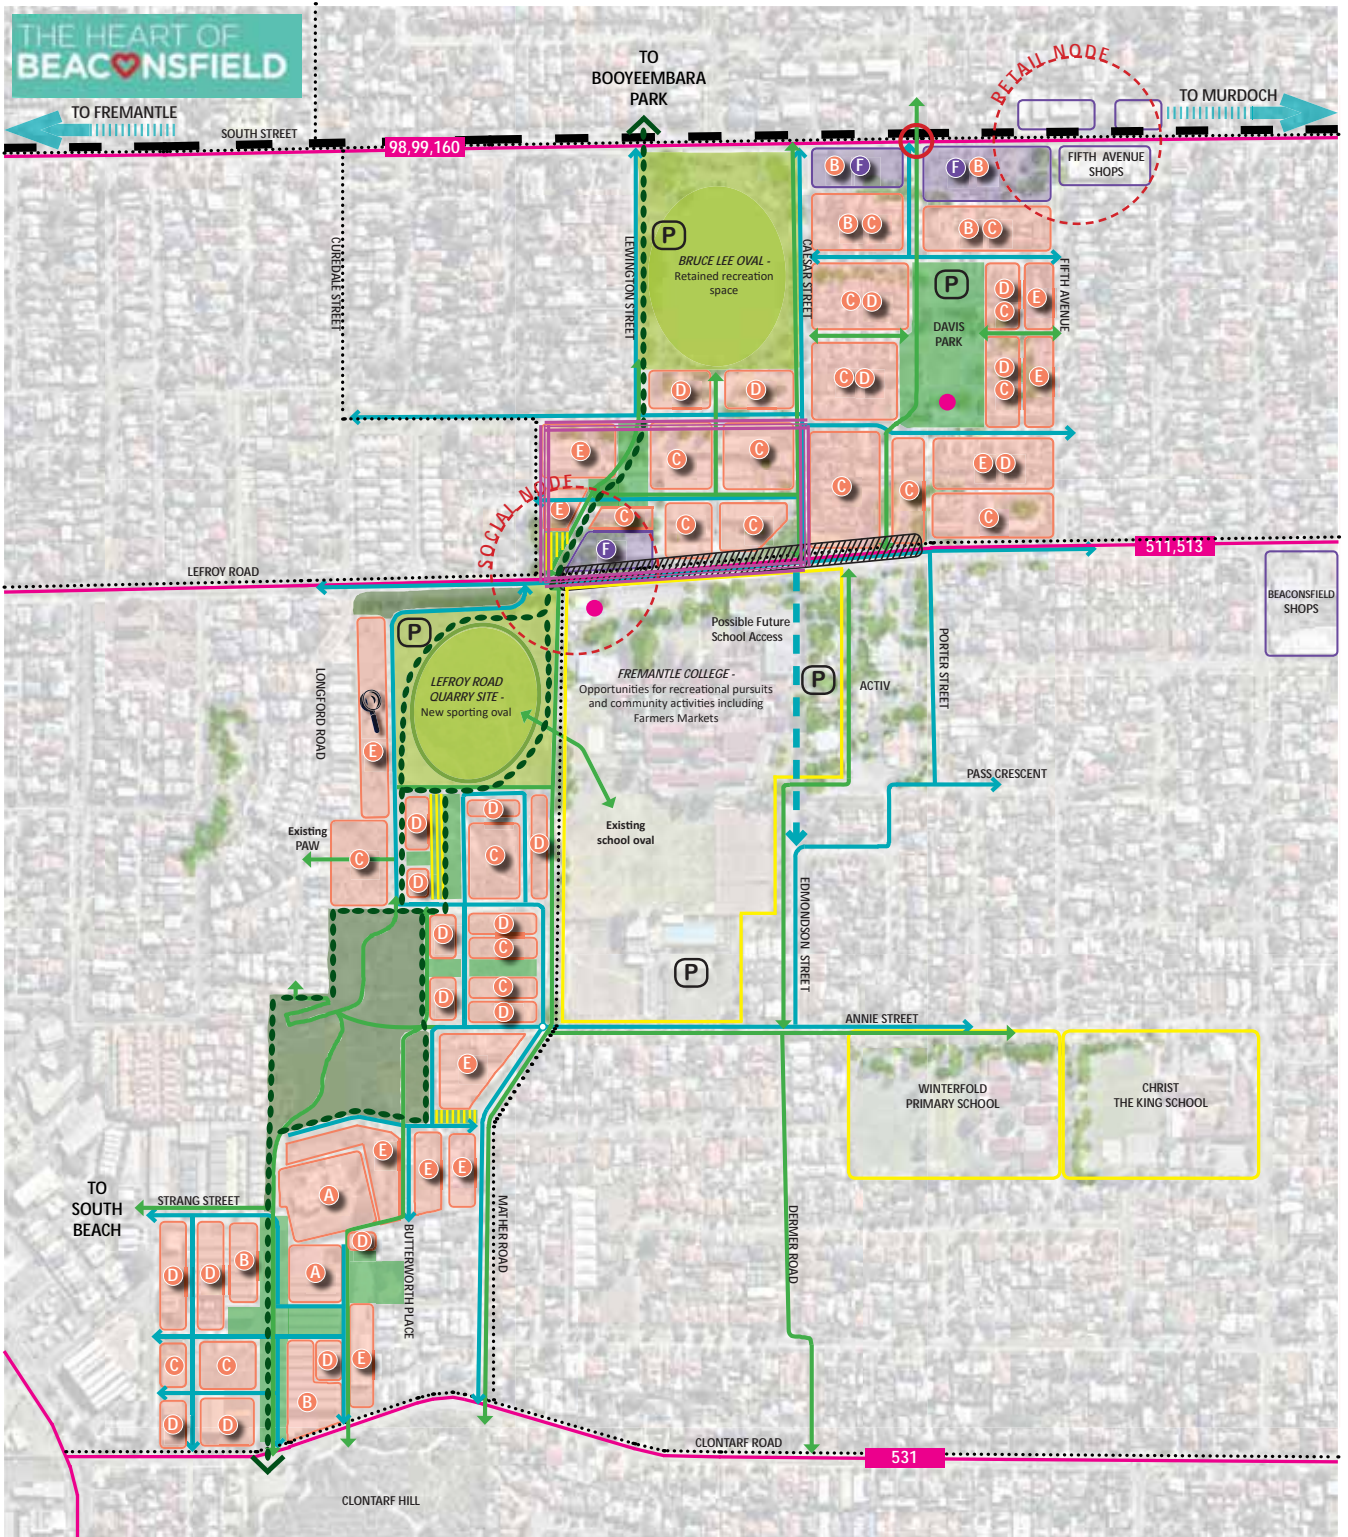 THE HEART OF
BEACONSFIELD
TO
BOOYEEMBARA
PARK
RETAIL NODE
TO FREMANTLE
TO MURDOCH
SOUTH STREET
98,99,160
FIFTH AVENUE
SHOPS
B F
F B
B C
B C
P
BRUCE LEE OVAL -
Retained recreation
space
CUREDALE STREET
LEWINGTON STREET
CAESAR STREET
FIFTH AVENUE
P
C D
D
C
E
DAVIS
PARK
C D
D
C
E
D
D
E
C
C
C
C
E D
C
SOCIAL NODE
E
C
C
C
F
511,513
LEFROY ROAD
BEACONSFIELD
SHOPS
P
Possible Future
School Access
PORTER STREET
LONGFORD ROAD
LEFROY ROAD
QUARRY SITE -
New sporting oval
FREMANTLE COLLEGE -
Opportunities for recreational pursuits
and community activities including
Farmers Markets
P
ACTIV
E
PASS CRESCENT
D
D
C
D
Existing
PAW
C
D
Existing
school oval
EDMONDSON STREET
D
D
C
D
C
D
P
ANNIE STREET
E
WINTERFOLD
PRIMARY SCHOOL
CHRIST
THE KING SCHOOL
E
E
E
A
TO
SOUTH
BEACH
STRANG STREET
MATHER ROAD
DERMER ROAD
BUTTERWORTH PLACE
D
D
B
D
A
C
C
D
E
B
D
D
CLONTARF ROAD
531
CLONTARF HILL